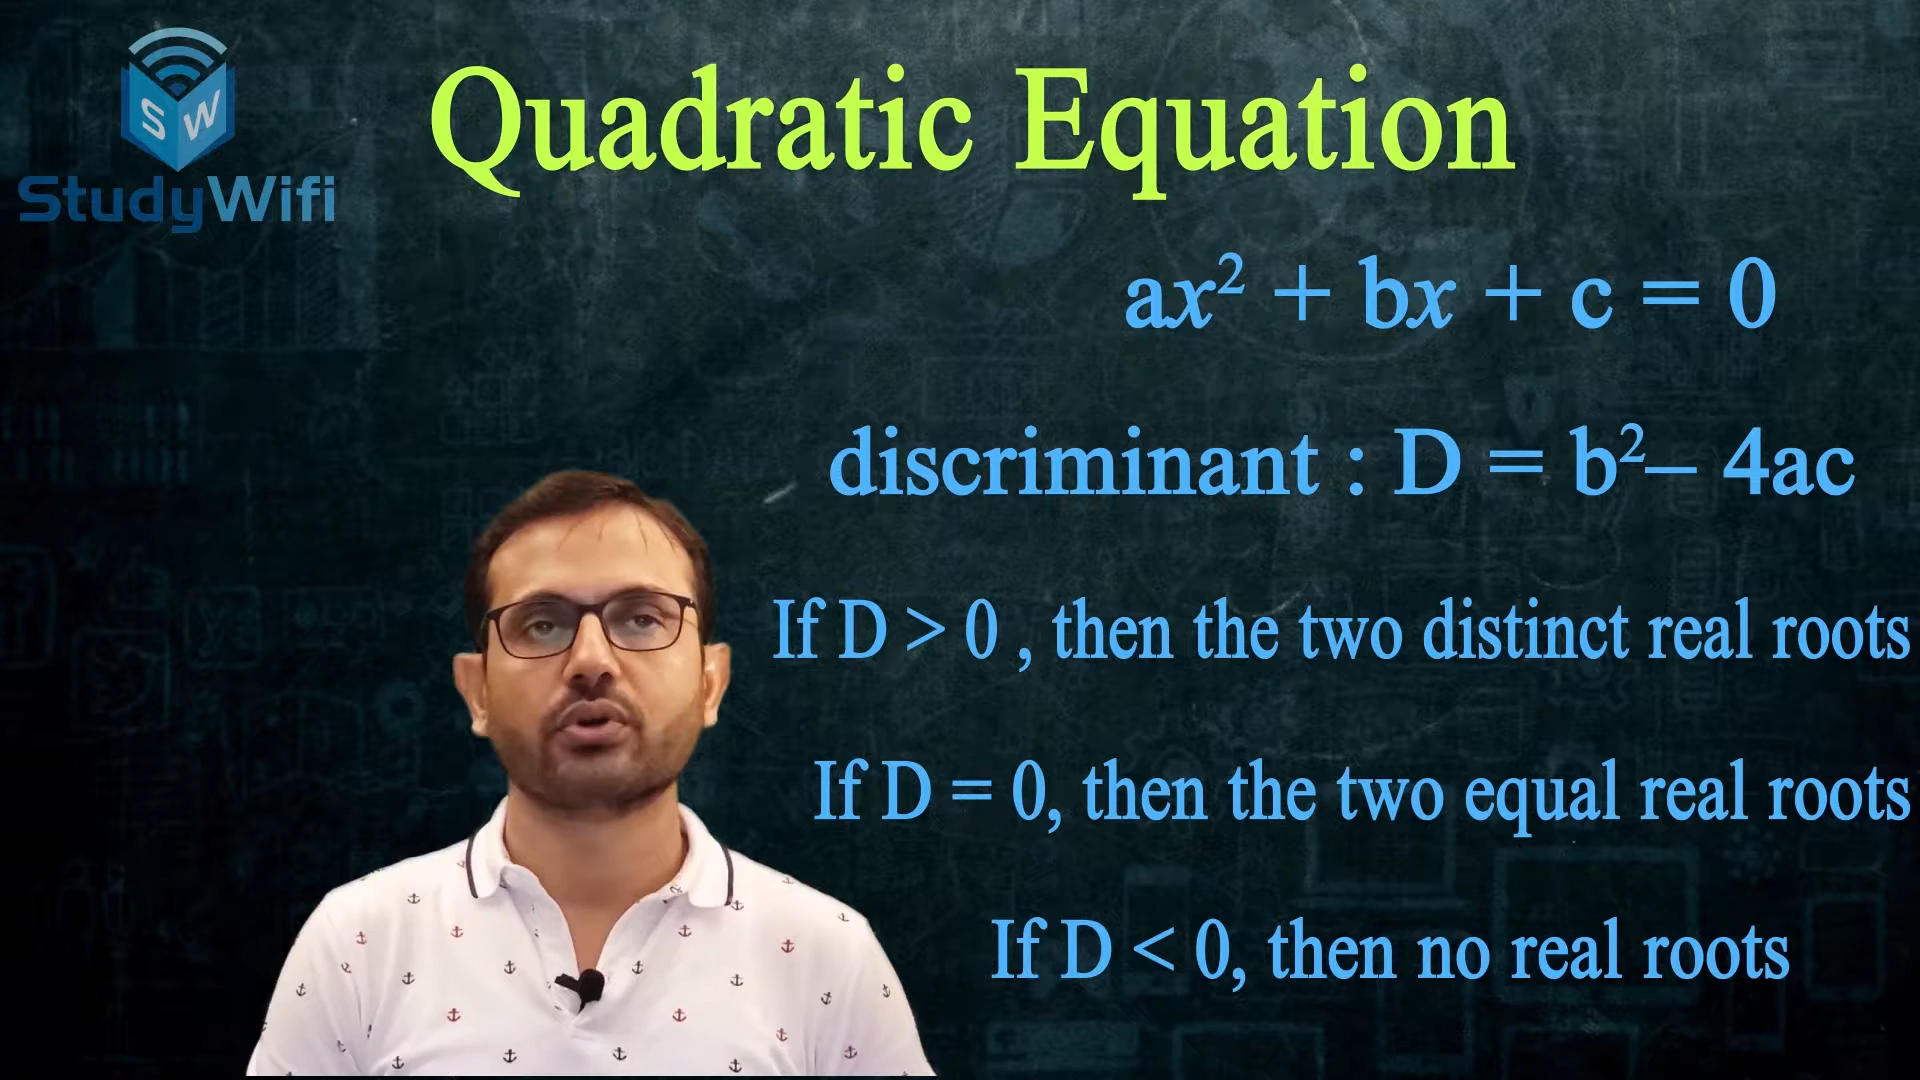 SW
StudyWifi
Quadratic Equation
ax² + bx + c = 0
discriminant : D = b²– 4ac
If D > 0 , then the two distinct real roots
If D = 0, then the two equal real roots
If D < 0, then no real roots